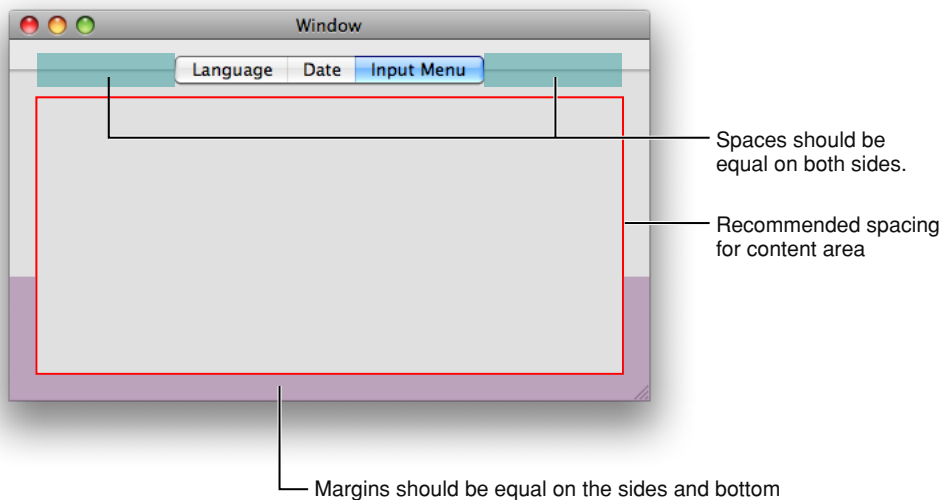 Window
Language Date Input Menu
Spaces should be
equal on both sides.
Recommended spacing
for content area
Margins should be equal on the sides and bottom